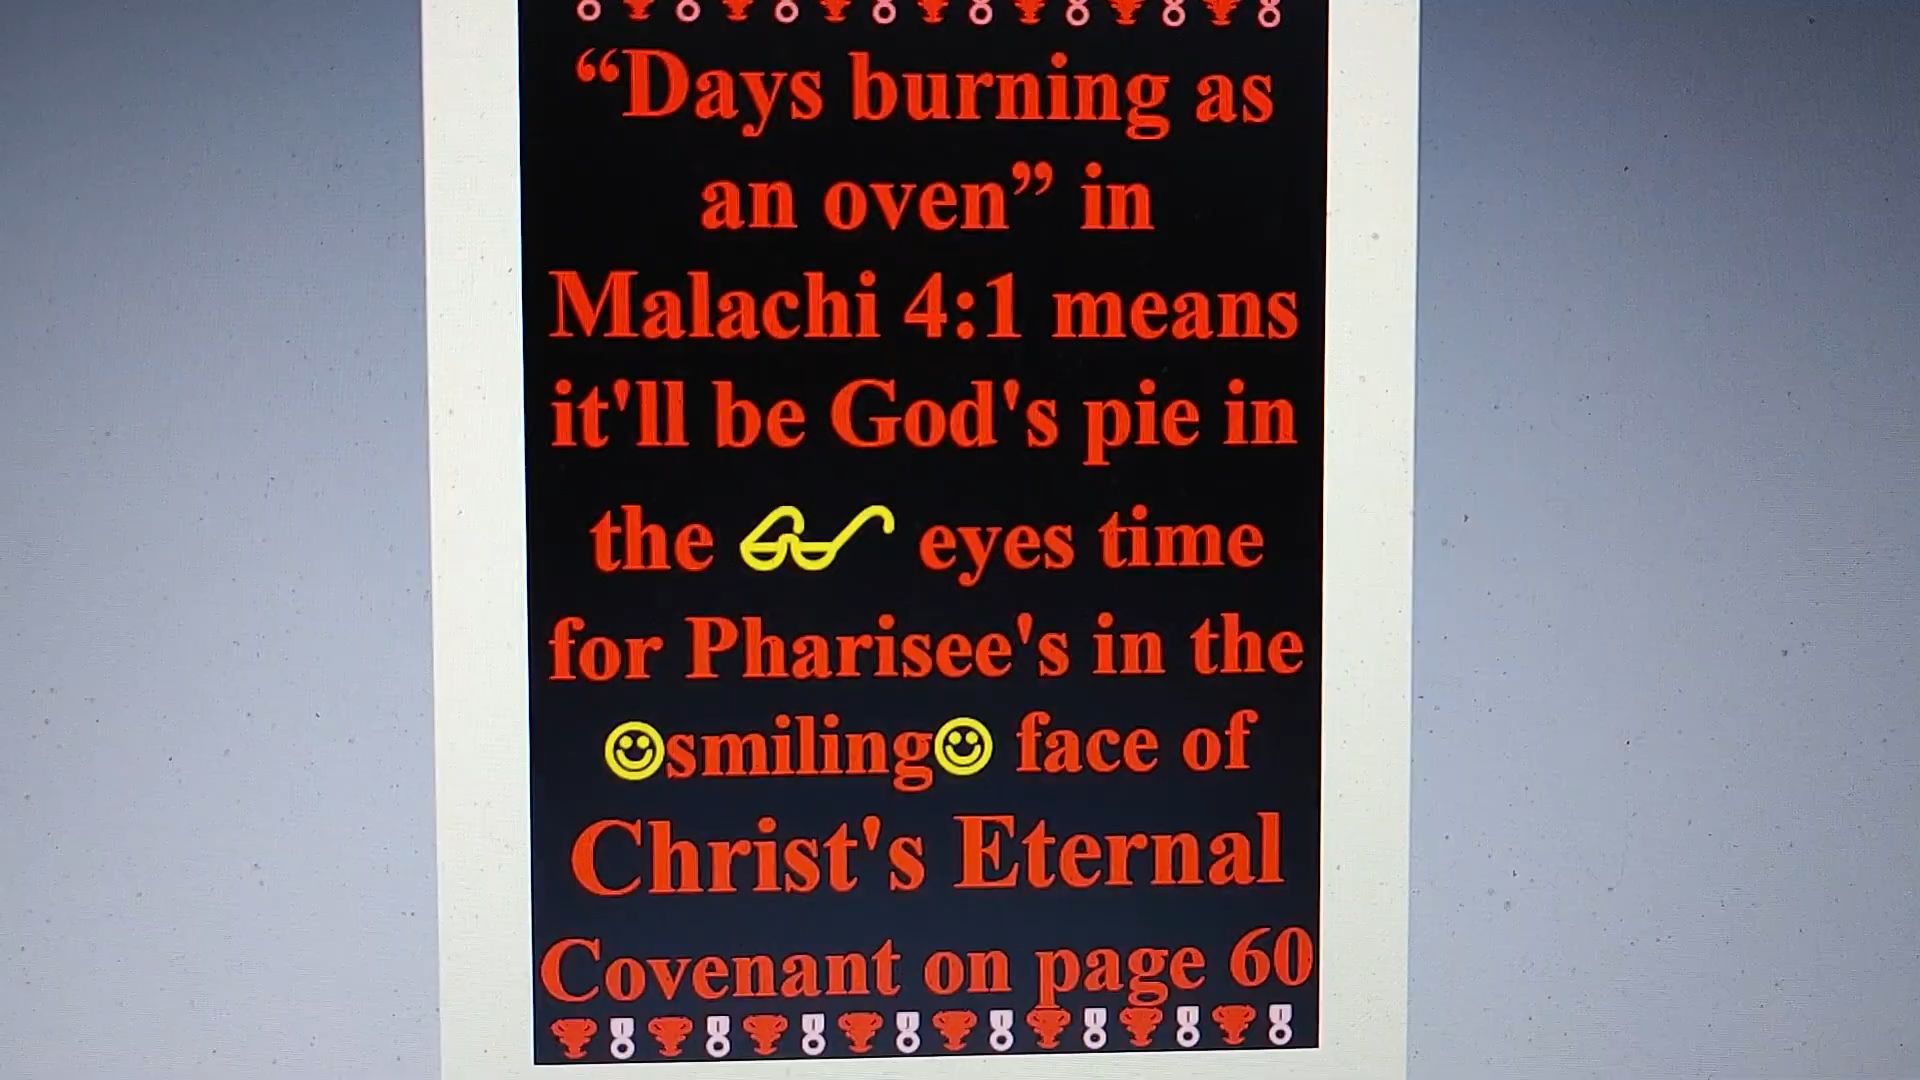 “Days burning as
an oven” in
Malachi 4:1 means
it'll be God's pie in
the eyes time
for Pharisee's in the
smiling face of
Christ's Eternal
Covenant on page 60